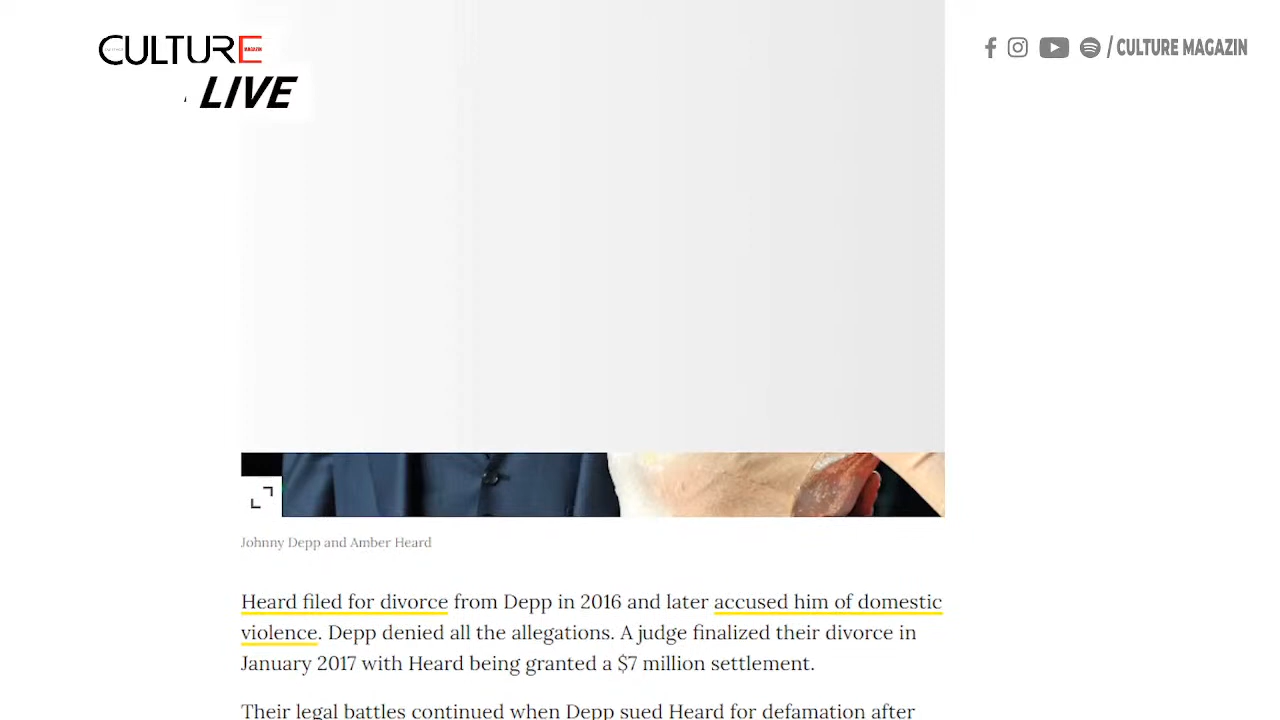 CULTURE
MAGAZIN
LIVE
/ CULTURE MAGAZIN
Johnny Depp and Amber Heard
Heard filed for divorce from Depp in 2016 and later accused him of domestic
violence. Depp denied all the allegations. A judge finalized their divorce in
January 2017 with Heard being granted a $7 million settlement.
Their legal battles continued when Depp sued Heard for defamation after